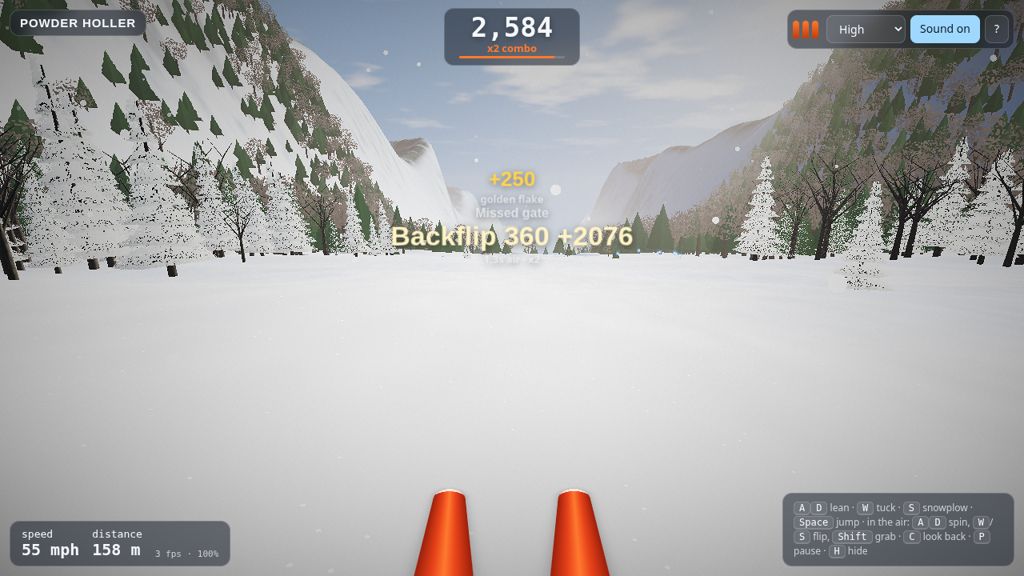 POWDER HOLLER
2,584
x2 combo
High
Sound on
?
+250
golden flake
Missed gate
Backflip 360 +2076
speed
55 mph
distance
158 m
3 fps · 100%
A D lean · W tuck · S snowplow ·
Space jump · in the air: A D spin, W /
S flip, Shift grab · C look back · P
pause · H hide